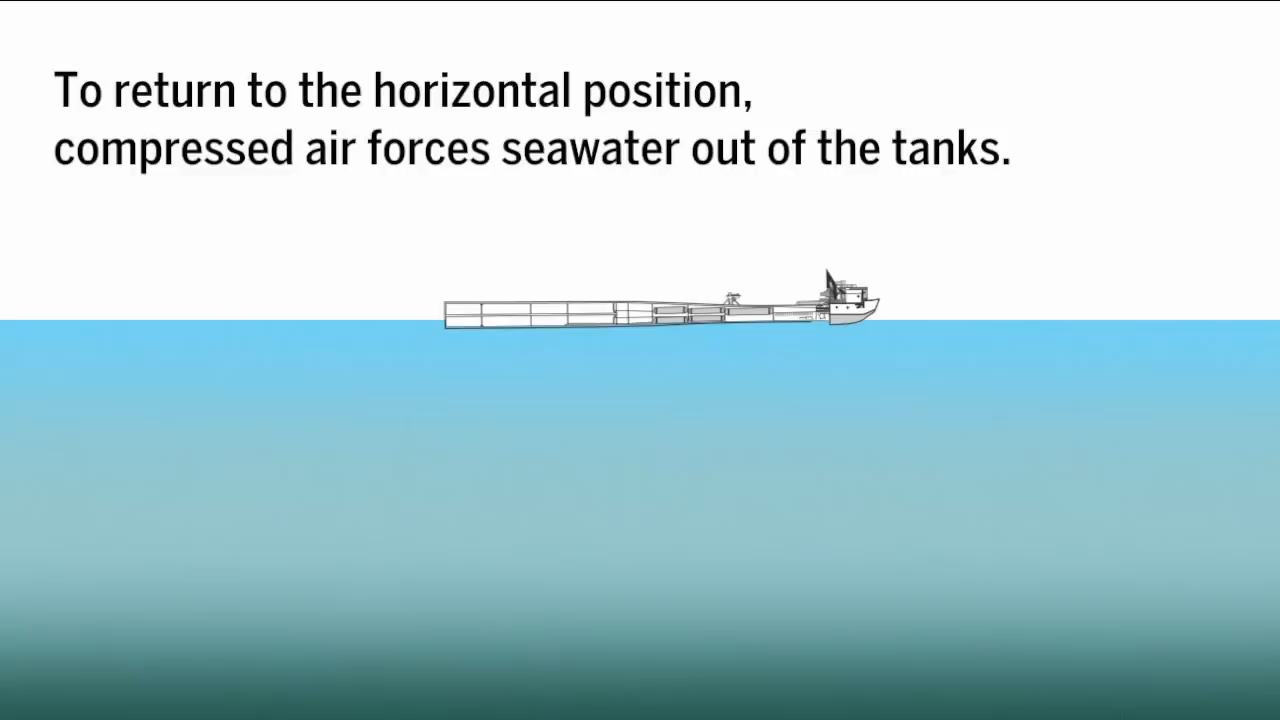 To return to the horizontal position,
compressed air forces seawater out of the tanks.